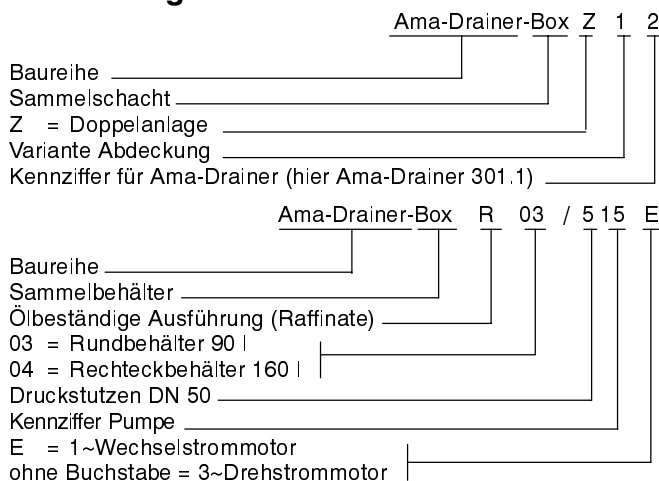 Ama-Drainer-Box Z 1 2
Baureihe
Sammelschacht
Z = Doppelanlage
Variante Abdeckung
Kennziffer für Ama-Drainer (hier Ama-Drainer 301.1)
Ama-Drainer-Box R 03 / 5 15 E
Baureihe
Sammelbehälter
Ölbeständige Ausführung (Raffinate)
03 = Rundbehälter 90 l
04 = Rechteckbehälter 160 l
Druckstutzen DN 50
Kennziffer Pumpe
E = 1~Wechselstrommotor
ohne Buchstabe = 3~Drehstrommotor